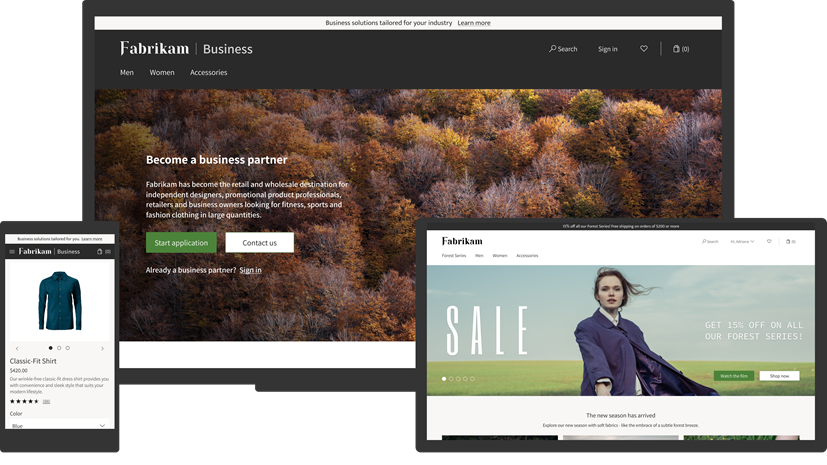 Business solutions tailored for your industry Learn more
Fabrikam | Business
Search Sign in (0)
Men Women Accessories
Become a business partner
Fabrikam has become the retail and wholesale destination for
independent designers, promotional product professionals,
retailers and business owners looking for fitness, sports and
fashion clothing in large quantities.
Start application Contact us
Already a business partner? Sign in
Business solutions tailored for you. Learn more
Fabrikam | Business
Classic-Fit Shirt
$420.00
Our wrinkle-free classic-fit dress shirt provides you
with convenience and sleek style that suits your
modern lifestyle.
Color
Blue
15% off all our Forest Series! Free shipping on orders of $200 or more
Fabrikam
Search Hi, Adriana (0)
Forest Series Men Women Accessories
SALE
GET 15% OFF ON ALL
OUR FOREST SERIES!
Watch the film Shop now
The new season has arrived
Explore our new season with soft fabrics - like the embrace of a subtle forest breeze.